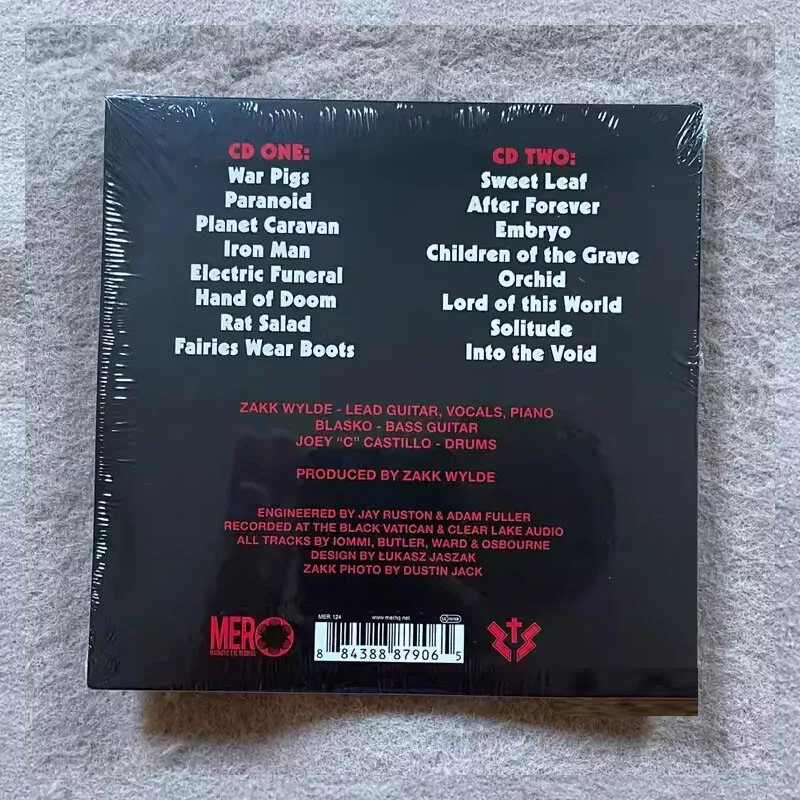 CD ONE:
War Pigs
Paranoid
Planet Caravan
Iron Man
Electric Funeral
Hand of Doom
Rat Salad
Fairies Wear Boots
CD TWO:
Sweet Leaf
After Forever
Embryo
Children of the Grave
Orchid
Lord of this World
Solitude
Into the Void
ZAKK WYLDE - LEAD GUITAR, VOCALS, PIANO
BLASKO - BASS GUITAR
JOEY “C” CASTILLO - DRUMS
PRODUCED BY ZAKK WYLDE
ENGINEERED BY JAY RUSTON & ADAM FULLER
RECORDED AT THE BLACK VATICAN & CLEAR LAKE AUDIO
ALL TRACKS BY IOMMI, BUTLER, WARD & OSBOURNE
DESIGN BY ŁUKASZ JASZAK
ZAKK PHOTO BY DUSTIN JACK
MER
MAGNETIC EYE RECORDS
MER 124 www.merhq.net
8 84388 87906 5